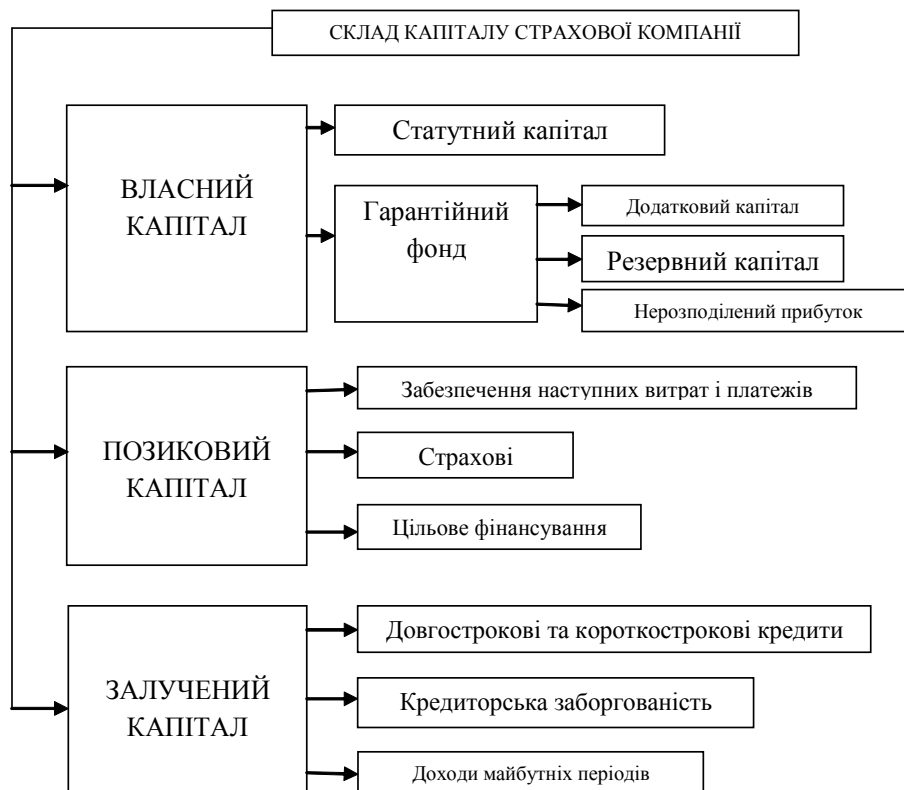 СКЛАД КАПІТАЛУ СТРАХОВОЇ КОМПАНІЇ
ВЛАСНИЙ
КАПІТАЛ
Статутний капітал
Гарантійний
фонд
Додатковий капітал
Резервний капітал
Нерозподілений прибуток
ПОЗИКОВИЙ
КАПІТАЛ
Забезпечення наступних витрат і платежів
Страхові
Цільове фінансування
ЗАЛУЧЕНИЙ
КАПІТАЛ
Довгострокові та короткострокові кредити
Кредиторська заборгованість
Доходи майбутніх періодів